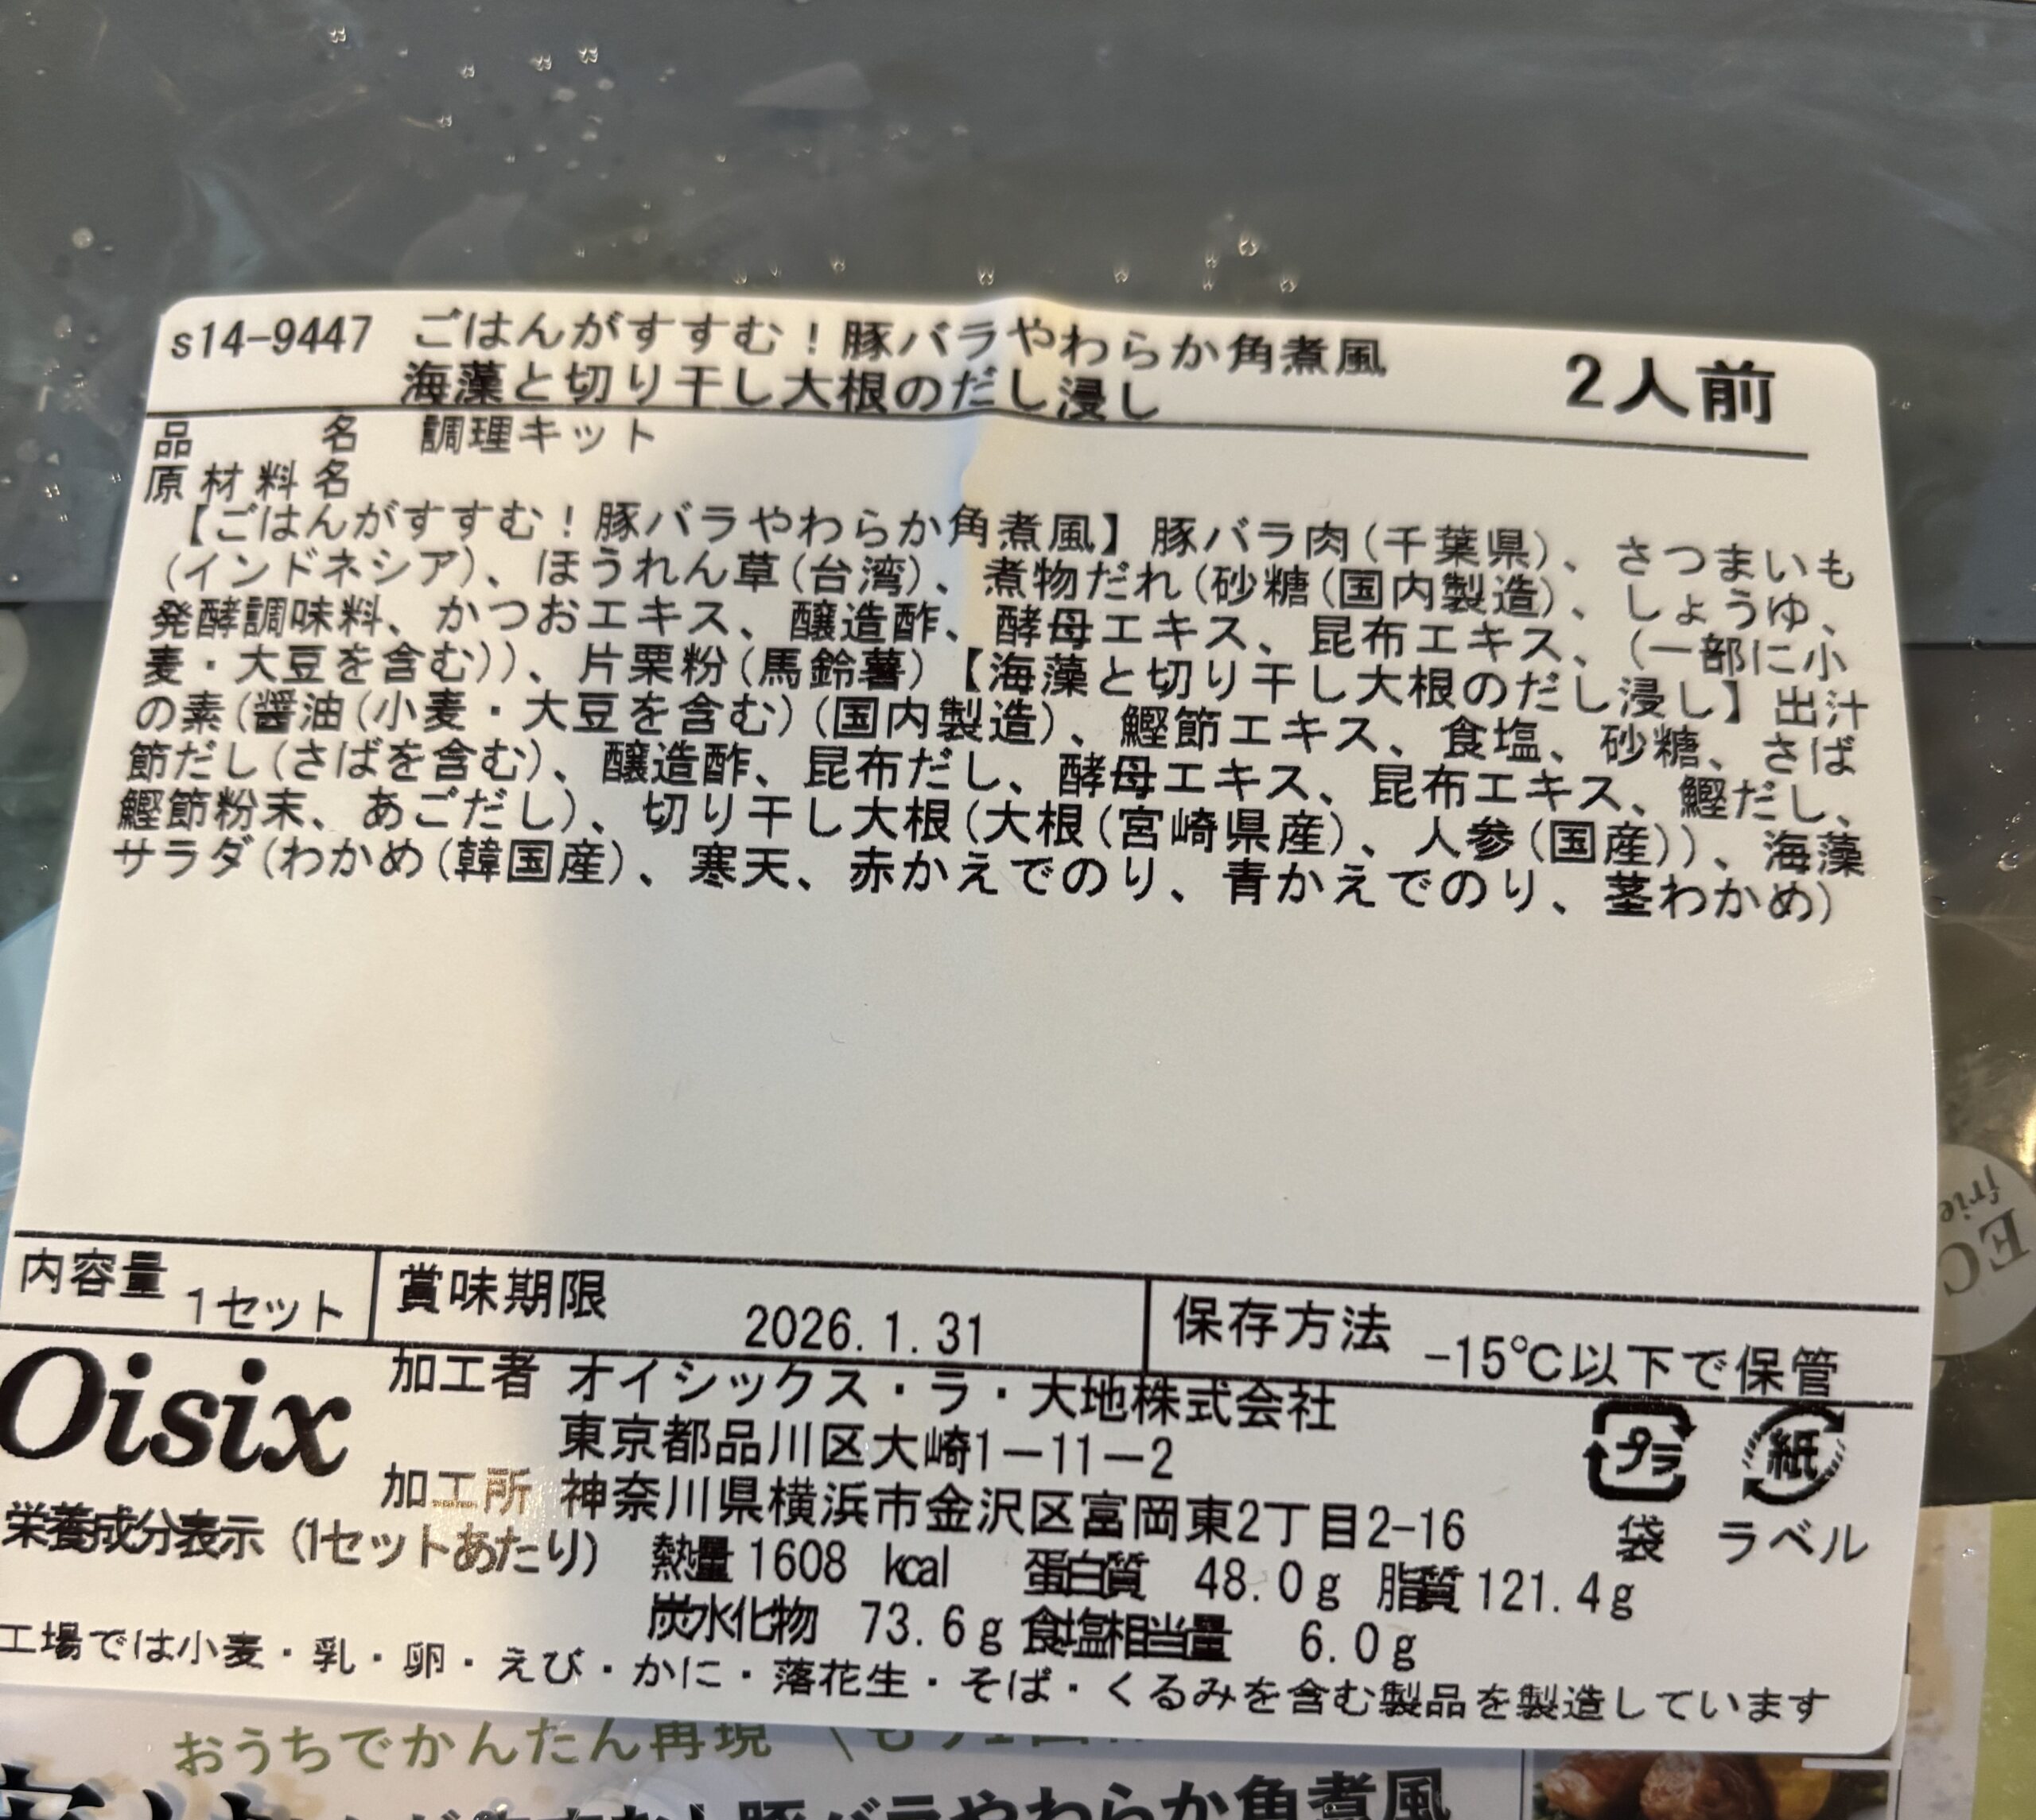 s14-9447 ごはんがすすむ！豚バラやわらか角煮風
海藻と切り干し大根のだし浸し
2人前
品名 調理キット
原材料名
【ごはんがすすむ！豚バラやわらか角煮風】豚バラ肉(千葉県)、さつまいも
(インドネシア)、ほうれん草(台湾)、煮物だれ(砂糖(国内製造)、しょうゆ、
発酵調味料、かつおエキス、醸造酢、酵母エキス、昆布エキス、(一部に小
麦・大豆を含む))、片栗粉(馬鈴薯)【海藻と切り干し大根のだし浸し】出汁
の素(醤油(小麦・大豆を含む)(国内製造)、鰹節エキス、食塩、砂糖、さば
節だし(さばを含む)、醸造酢、昆布だし、酵母エキス、昆布エキス、鰹だし、
鰹節粉末、あごだし)、切り干し大根(大根(宮崎県産)、人参(国産))、海藻
サラダ(わかめ(韓国産)、寒天、赤かえでのり、青かえでのり、茎わかめ)
内容量 1セット
賞味期限 2026.1.31
保存方法 -15℃以下で保管
Oisix
加工者 オイシックス・ラ・大地株式会社
東京都品川区大崎1－11－2
加工所 神奈川県横浜市金沢区富岡東2丁目2-16
プラ 紙
袋 ラベル
栄養成分表示(1セットあたり) 熱量1608 kcal 蛋白質 48.0g 脂質121.4g
炭水化物 73.6g 食塩相当量 6.0g
工場では小麦・乳・卵・えび・かに・落花生・そば・くるみを含む製品を製造しています
おうちでかんたん再現
豚バラやわらか角煮風